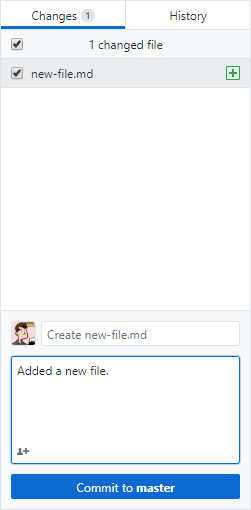 Changes 1 History
1 changed file
new-file.md
Create new-file.md
Added a new file.
Commit to master